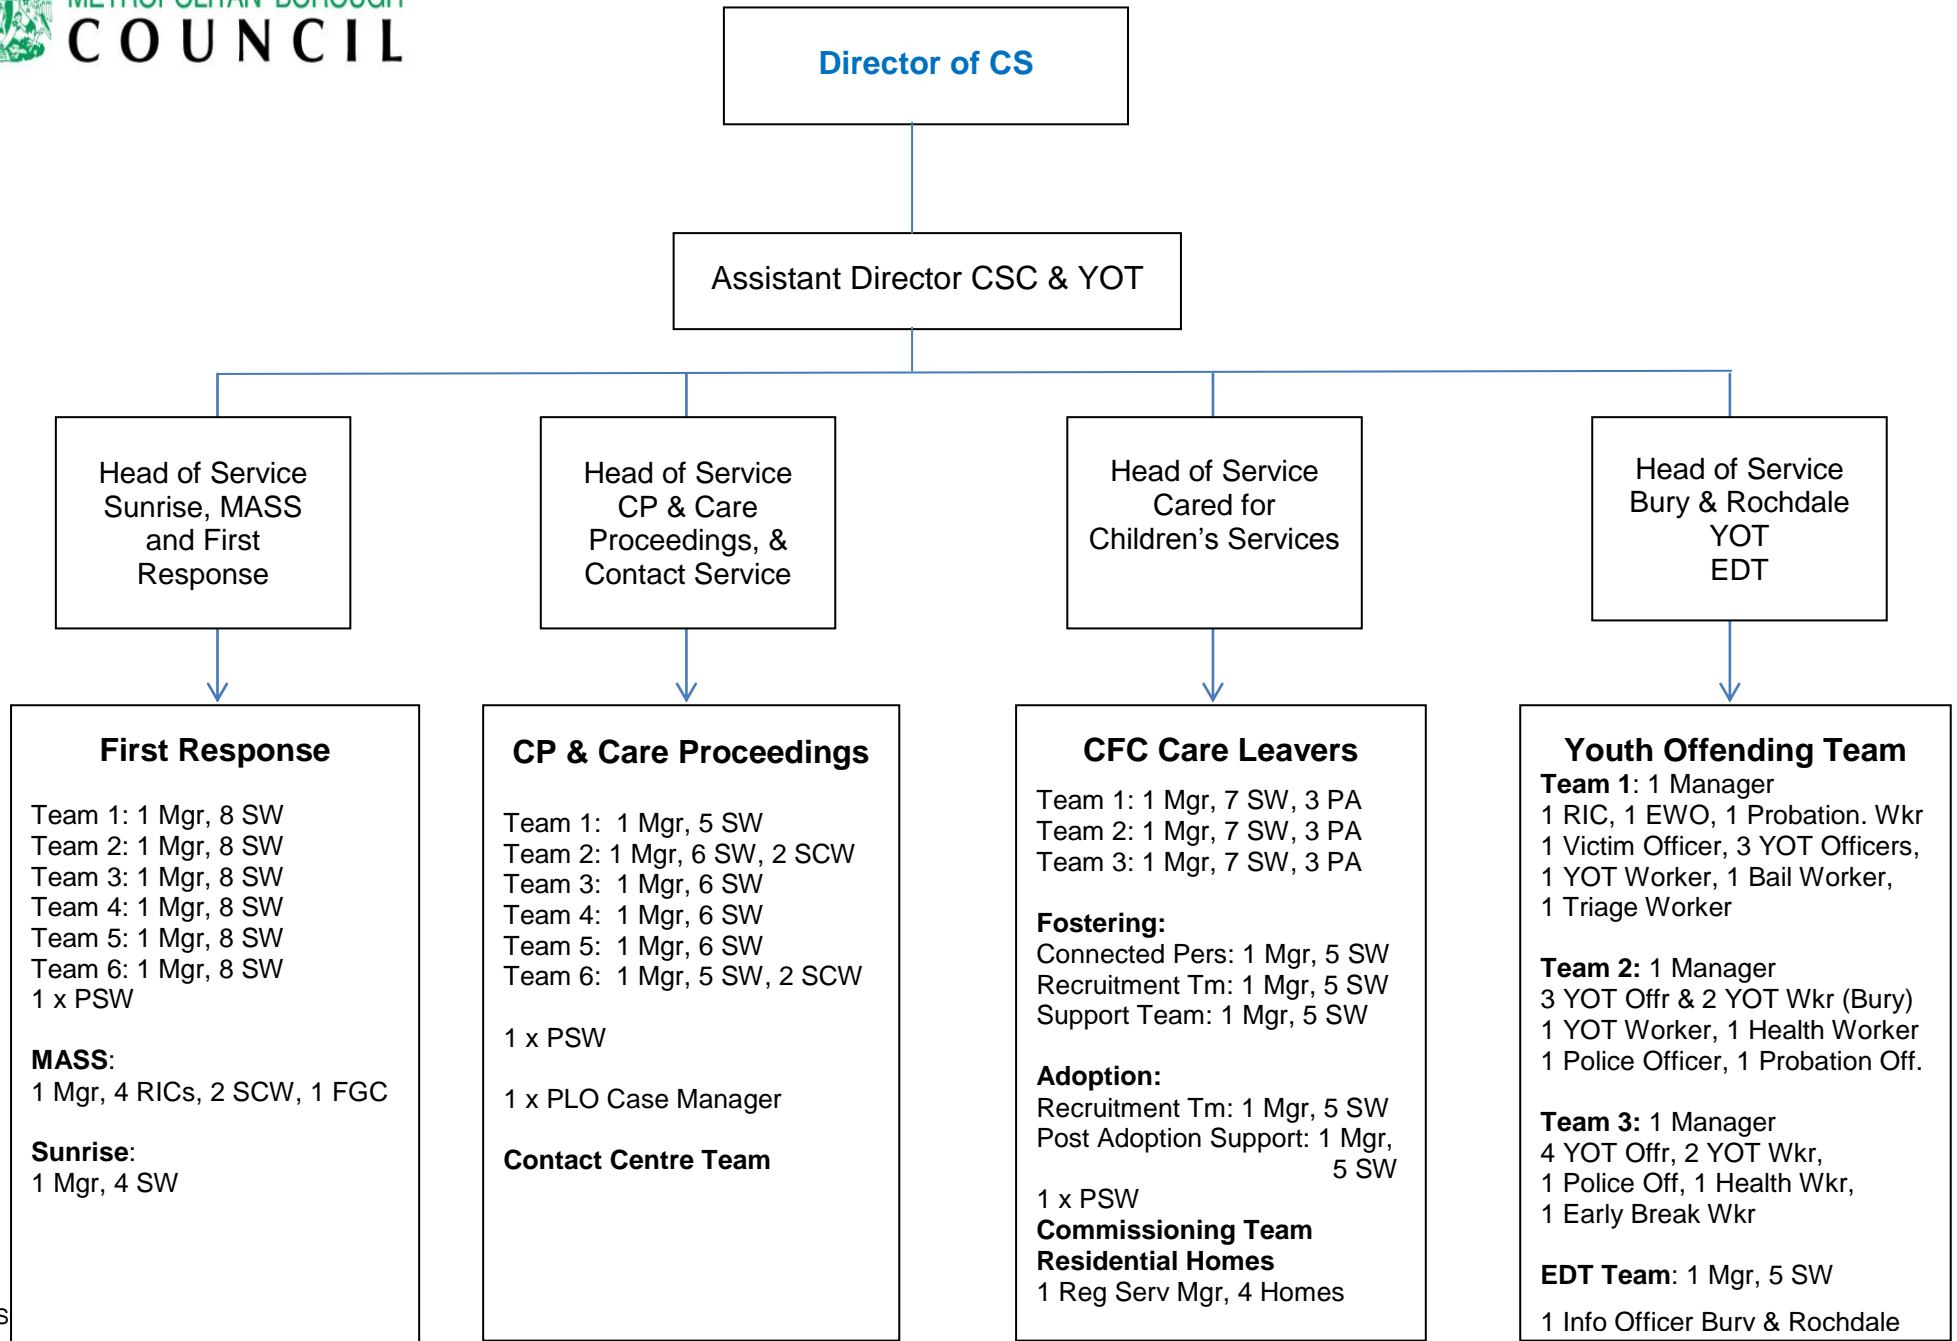 METROPOLITAN BOROUGH
COUNCIL
Director of CS
Assistant Director CSC & YOT
Head of Service
Sunrise, MASS
and First
Response
Head of Service
CP & Care
Proceedings, &
Contact Service
Head of Service
Cared for
Children’s Services
Head of Service
Bury & Rochdale
YOT
EDT
First Response
Team 1: 1 Mgr, 8 SW
Team 2: 1 Mgr, 8 SW
Team 3: 1 Mgr, 8 SW
Team 4: 1 Mgr, 8 SW
Team 5: 1 Mgr, 8 SW
Team 6: 1 Mgr, 8 SW
1 x PSW
MASS:
1 Mgr, 4 RICs, 2 SCW, 1 FGC
Sunrise:
1 Mgr, 4 SW
CP & Care Proceedings
Team 1: 1 Mgr, 5 SW
Team 2: 1 Mgr, 6 SW, 2 SCW
Team 3: 1 Mgr, 6 SW
Team 4: 1 Mgr, 6 SW
Team 5: 1 Mgr, 6 SW
Team 6: 1 Mgr, 5 SW, 2 SCW
1 x PSW
1 x PLO Case Manager
Contact Centre Team
CFC Care Leavers
Team 1: 1 Mgr, 7 SW, 3 PA
Team 2: 1 Mgr, 7 SW, 3 PA
Team 3: 1 Mgr, 7 SW, 3 PA
Fostering:
Connected Pers: 1 Mgr, 5 SW
Recruitment Tm: 1 Mgr, 5 SW
Support Team: 1 Mgr, 5 SW
Adoption:
Recruitment Tm: 1 Mgr, 5 SW
Post Adoption Support: 1 Mgr,
5 SW
1 x PSW
Commissioning Team
Residential Homes
1 Reg Serv Mgr, 4 Homes
Youth Offending Team
Team 1: 1 Manager
1 RIC, 1 EWO, 1 Probation. Wkr
1 Victim Officer, 3 YOT Officers,
1 YOT Worker, 1 Bail Worker,
1 Triage Worker
Team 2: 1 Manager
3 YOT Offr & 2 YOT Wkr (Bury)
1 YOT Worker, 1 Health Worker
1 Police Officer, 1 Probation Off.
Team 3: 1 Manager
4 YOT Offr, 2 YOT Wkr,
1 Police Off, 1 Health Wkr,
1 Early Break Wkr
EDT Team: 1 Mgr, 5 SW
1 Info Officer Bury & Rochdale